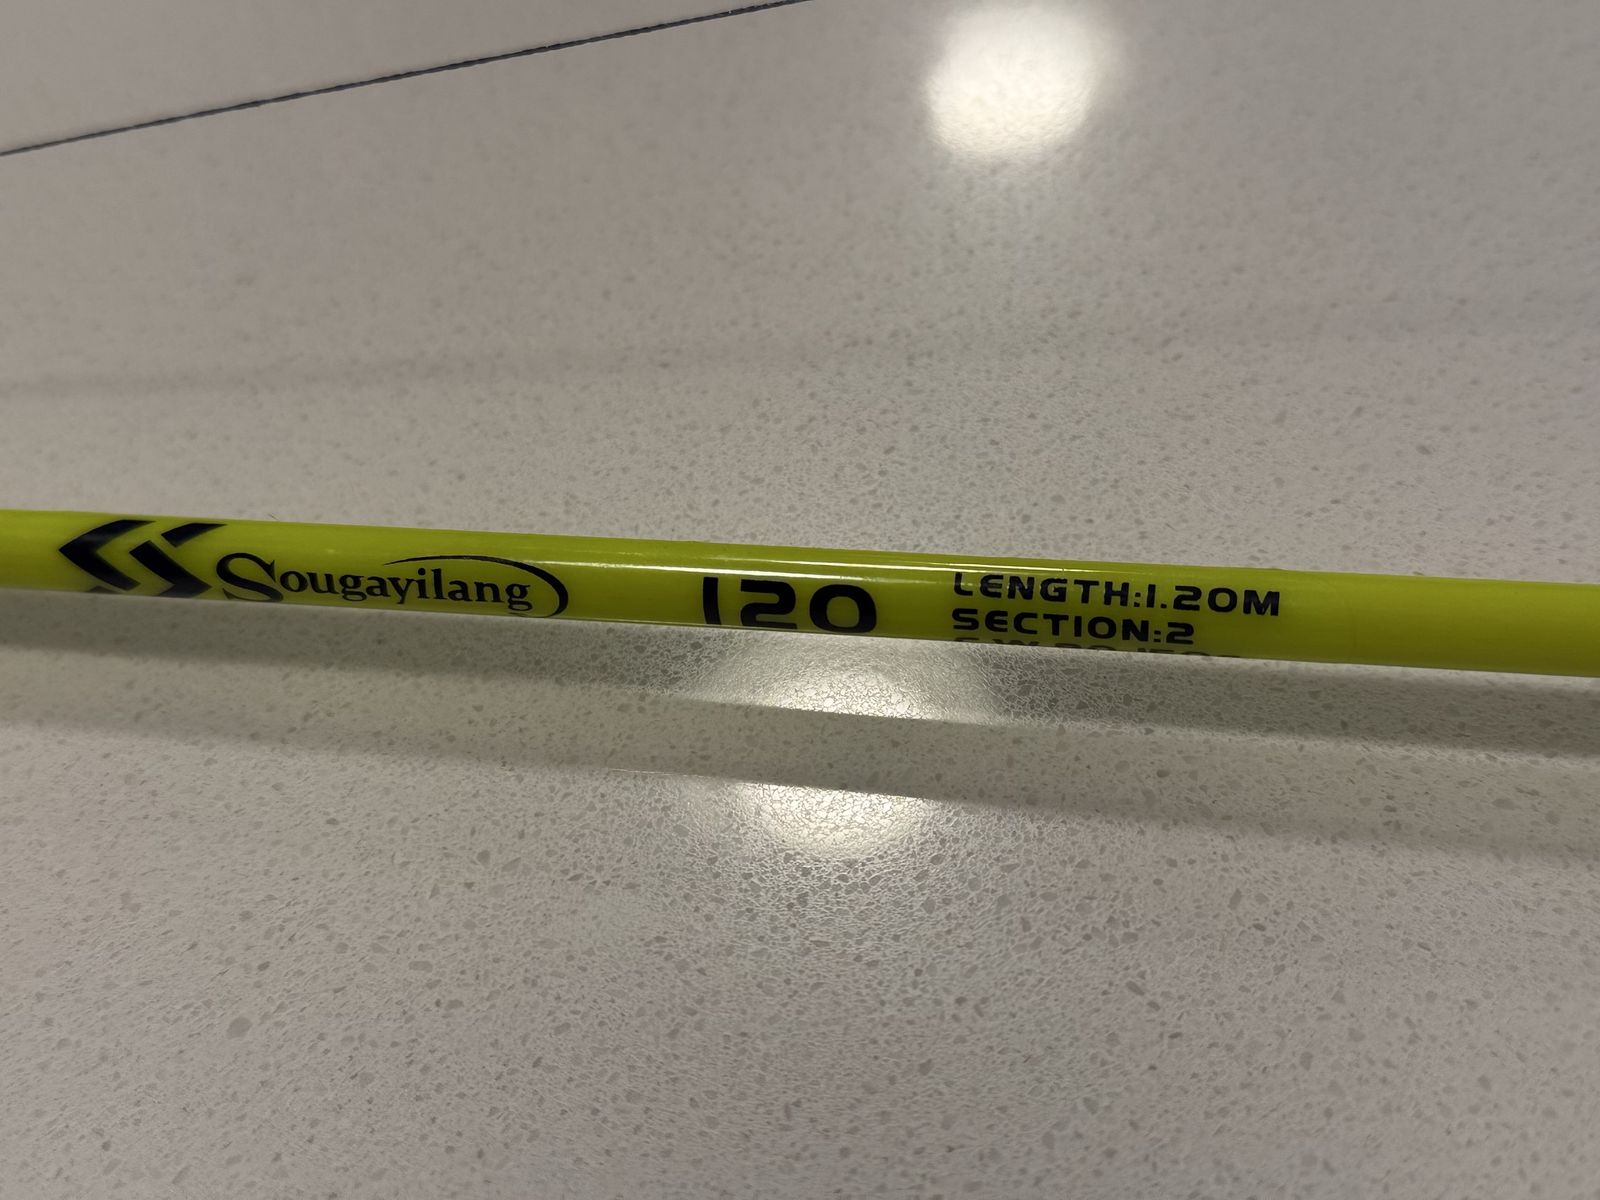 Sougayilang
120
LENGTH:1.20M
SECTION:2